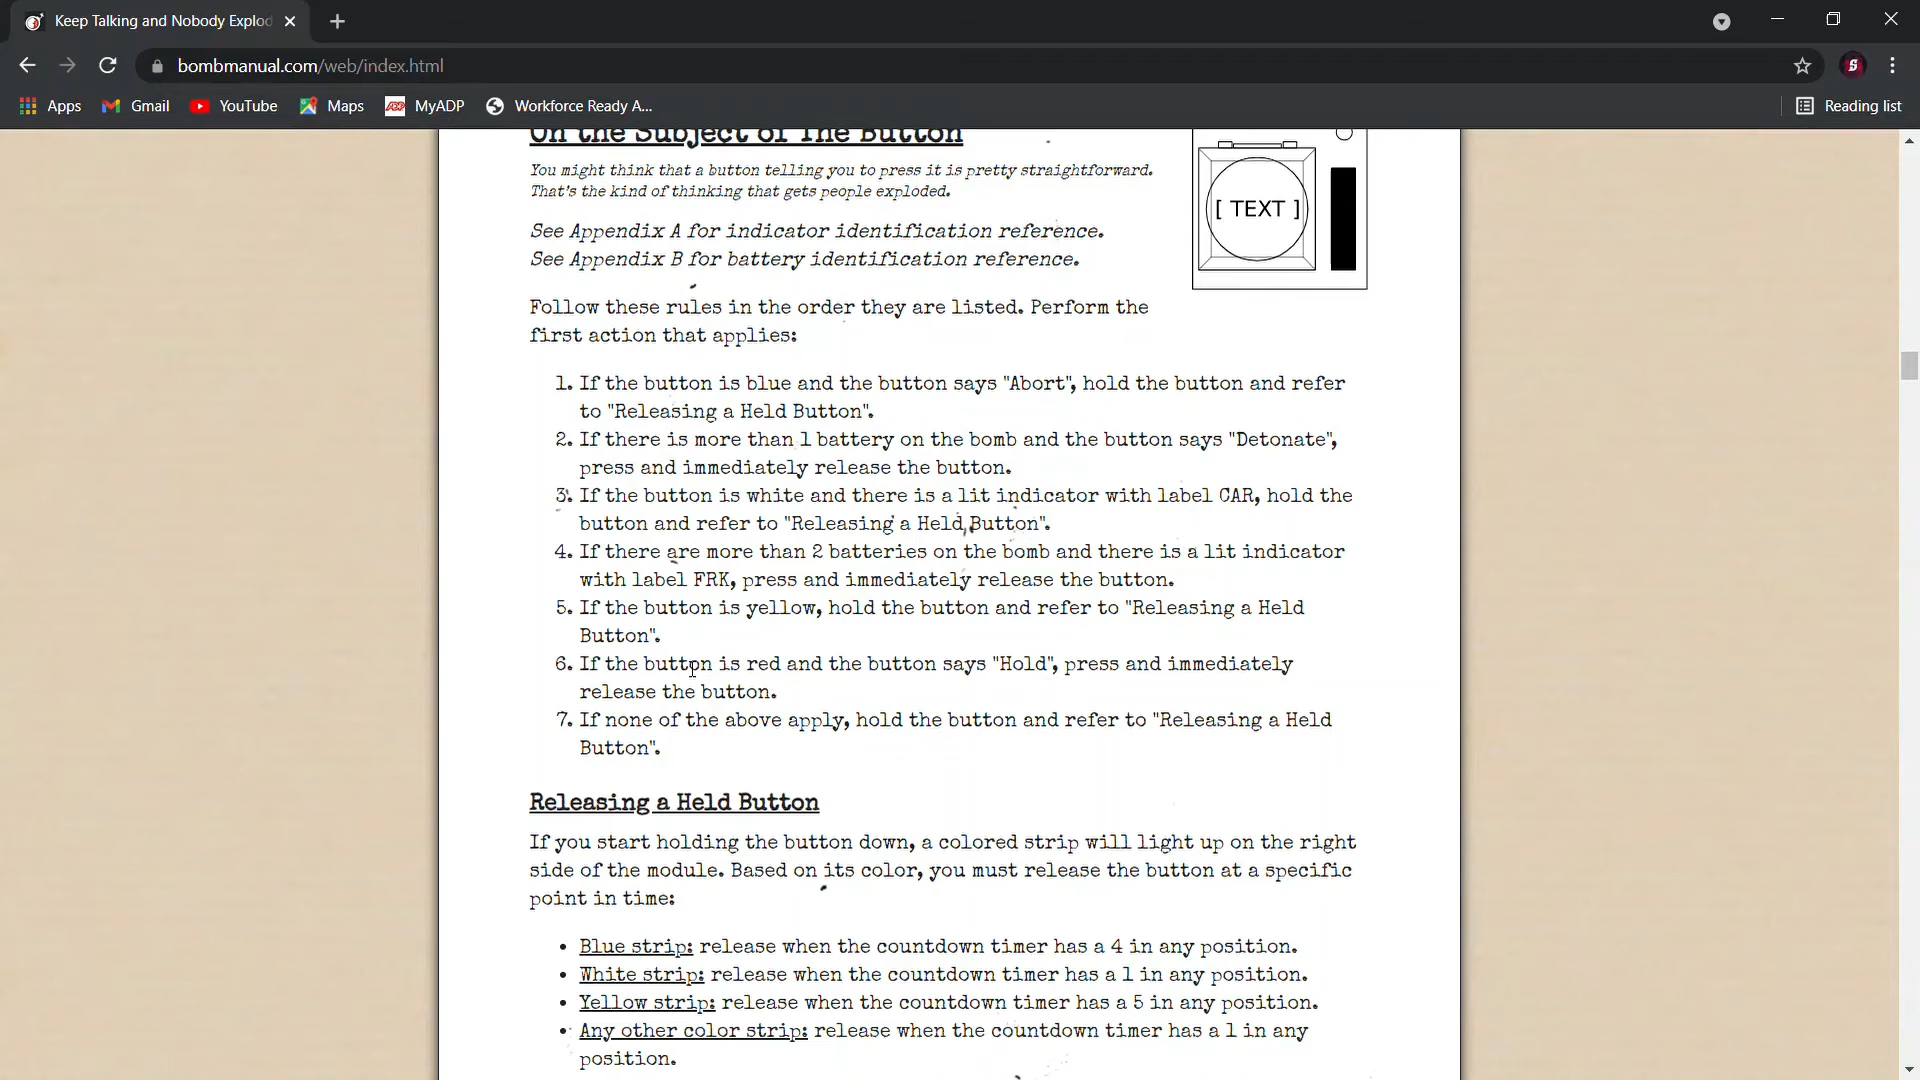 Keep Talking and Nobody Explod
bombmanual.com/web/index.html
Apps
Gmail
YouTube
Maps
MyADP
Workforce Ready A...
Reading list
On the Subject of The Button
You might think that a button telling you to press it is pretty straightforward.
That's the kind of thinking that gets people exploded.
[ TEXT ]
See Appendix A for indicator identification reference.
See Appendix B for battery identification reference.
Follow these rules in the order they are listed. Perform the
first action that applies:
1. If the button is blue and the button says "Abort", hold the button and refer
to "Releasing a Held Button".
2. If there is more than 1 battery on the bomb and the button says "Detonate",
press and immediately release the button.
3. If the button is white and there is a lit indicator with label CAR, hold the
button and refer to "Releasing a Held Button".
4. If there are more than 2 batteries on the bomb and there is a lit indicator
with label FRK, press and immediately release the button.
5. If the button is yellow, hold the button and refer to "Releasing a Held
Button".
6. If the button is red and the button says "Hold", press and immediately
release the button.
7. If none of the above apply, hold the button and refer to "Releasing a Held
Button".
Releasing a Held Button
If you start holding the button down, a colored strip will light up on the right
side of the module. Based on its color, you must release the button at a specific
point in time:
• Blue strip: release when the countdown timer has a 4 in any position.
• White strip: release when the countdown timer has a 1 in any position.
• Yellow strip: release when the countdown timer has a 5 in any position.
• Any other color strip: release when the countdown timer has a 1 in any
position.